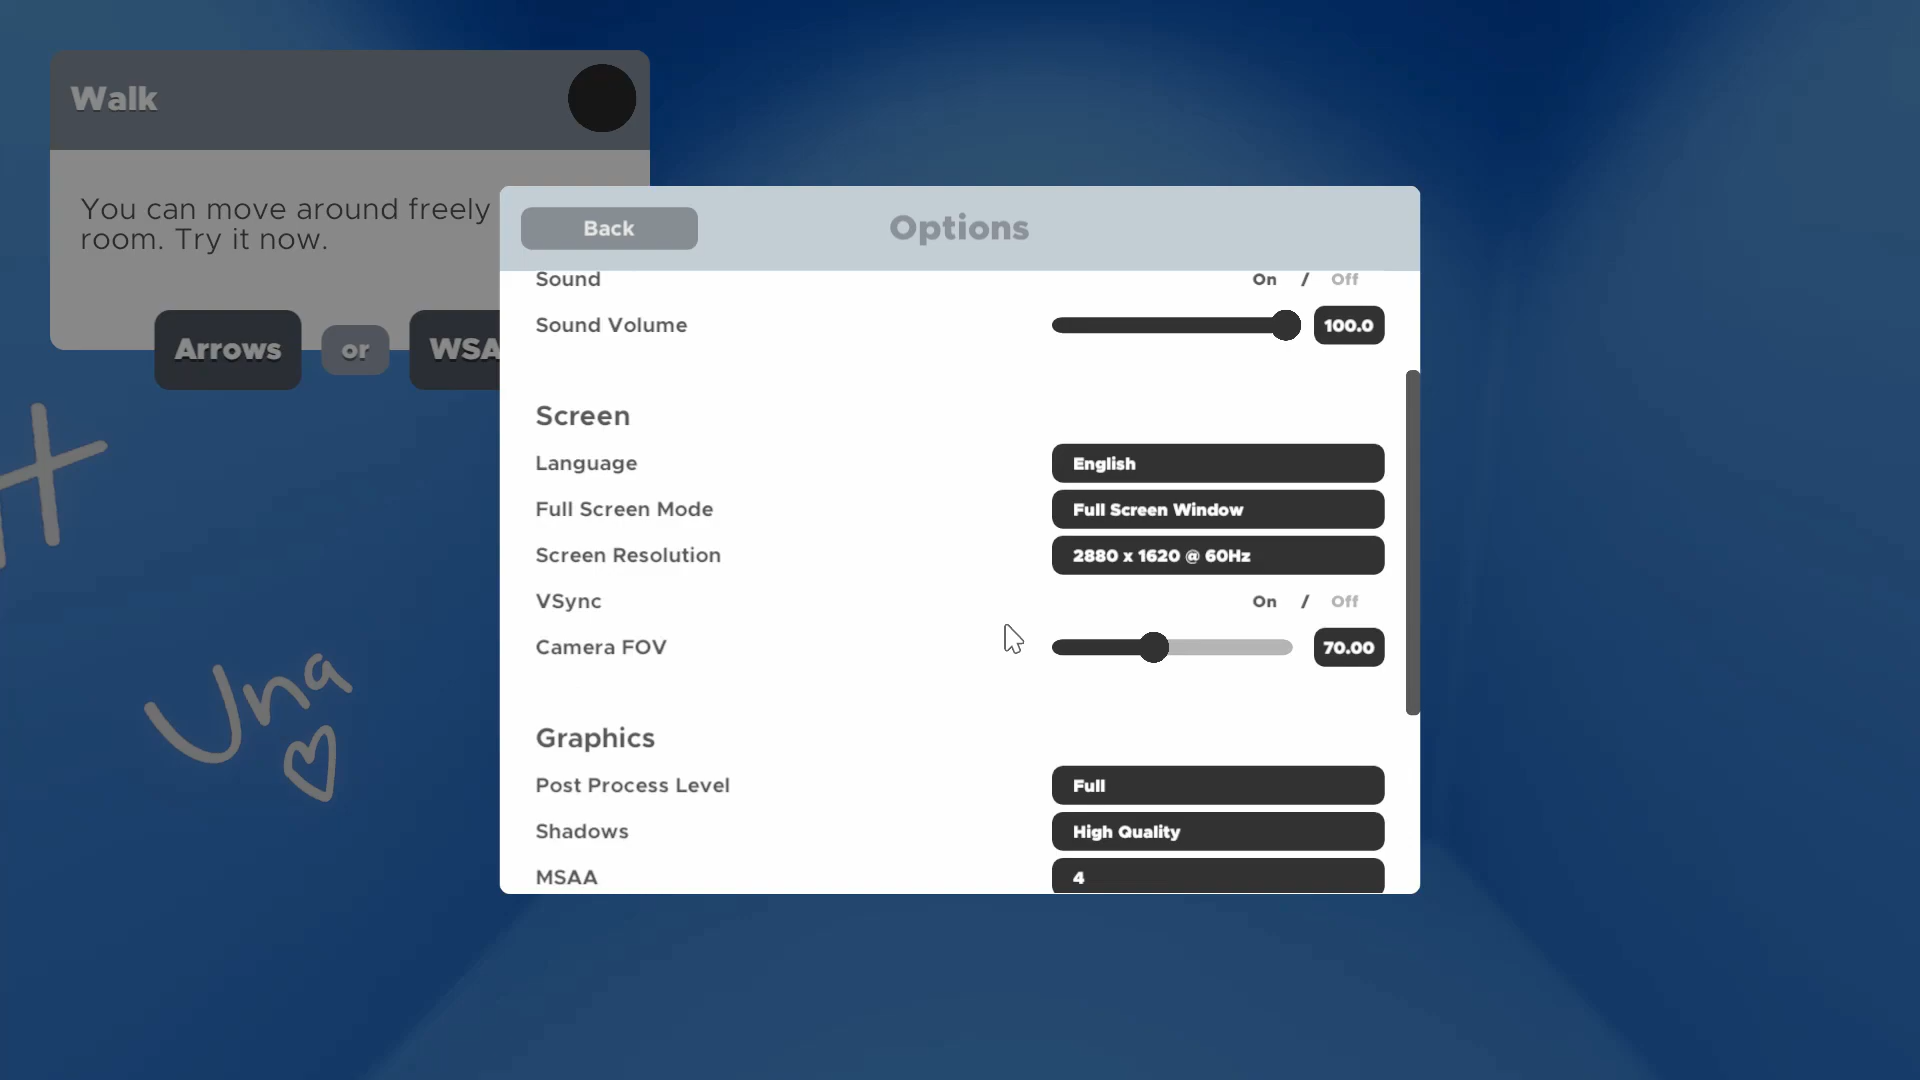 Walk
You can move around freely
room. Try it now.
Arrows or WSA
Una
Back Options
Sound On / Off
Sound Volume 100.0
Screen
Language English
Full Screen Mode Full Screen Window
Screen Resolution 2880 x 1620 @ 60Hz
VSync On / Off
Camera FOV 70.00
Graphics
Post Process Level Full
Shadows High Quality
MSAA 4